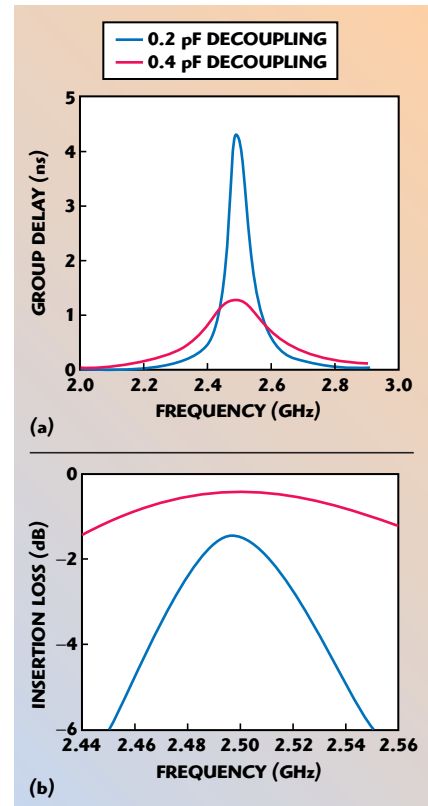 0.2 pF DECOUPLING
0.4 pF DECOUPLING
5
4
3
2
1
0
GROUP DELAY (ns)
2.0 2.2 2.4 2.6 2.8 3.0
FREQUENCY (GHz)
(a)
0
−2
−4
−6
INSERTION LOSS (dB)
2.44 2.46 2.48 2.50 2.52 2.54 2.56
FREQUENCY (GHz)
(b)